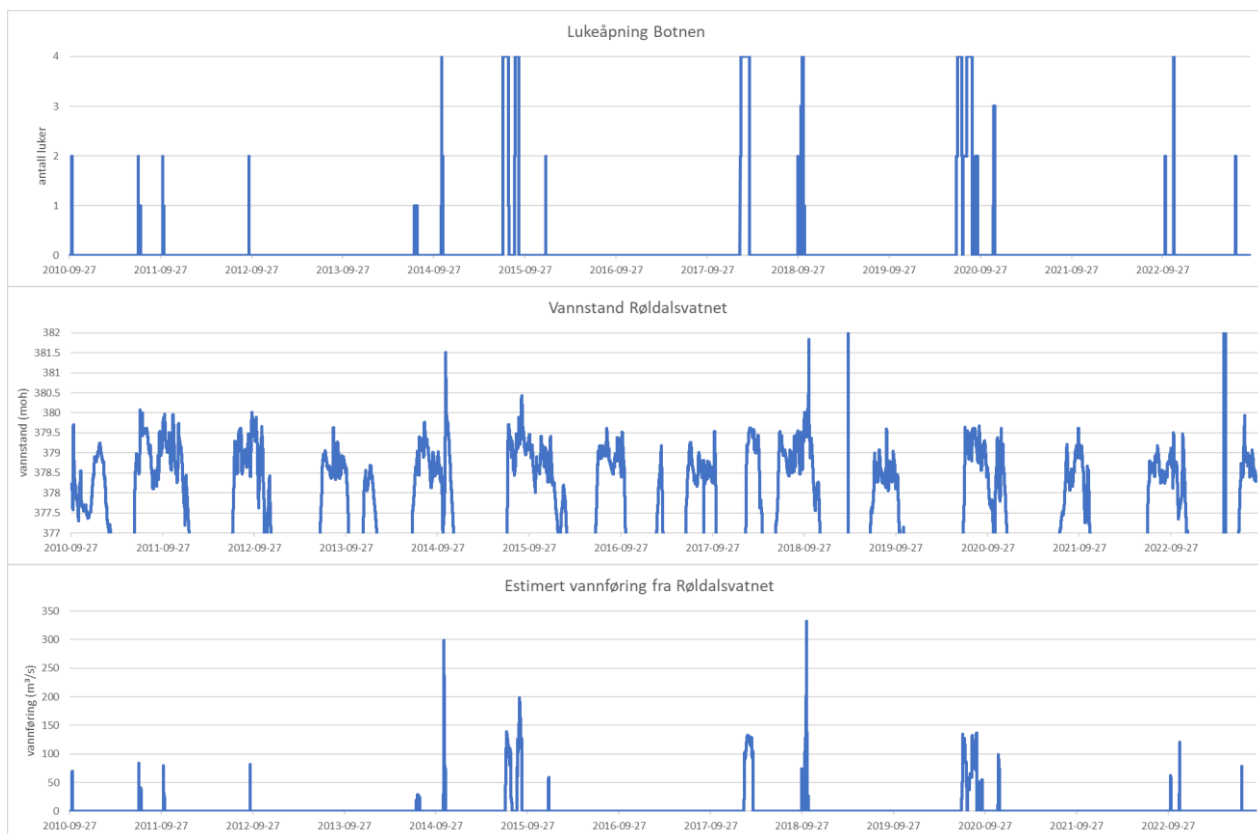 Lukeåpning Botnen
antall luker
4
3
2
1
0
2010-09-27 2011-09-27 2012-09-27 2013-09-27 2014-09-27 2015-09-27 2016-09-27 2017-09-27 2018-09-27 2019-09-27 2020-09-27 2021-09-27 2022-09-27
Vannstand Røldalsvatnet
vannstand (moh)
382
381.5
381
380.5
380
379.5
379
378.5
378
377.5
377
2010-09-27 2011-09-27 2012-09-27 2013-09-27 2014-09-27 2015-09-27 2016-09-27 2017-09-27 2018-09-27 2019-09-27 2020-09-27 2021-09-27 2022-09-27
Estimert vannføring fra Røldalsvatnet
vannføring (m³/s)
350
300
250
200
150
100
50
0
2010-09-27 2011-09-27 2012-09-27 2013-09-27 2014-09-27 2015-09-27 2016-09-27 2017-09-27 2018-09-27 2019-09-27 2020-09-27 2021-09-27 2022-09-27